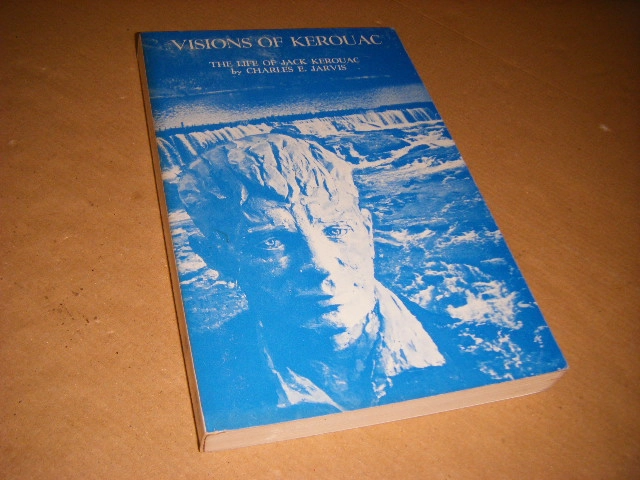 VISIONS OF KEROUAC
THE LIFE OF JACK KEROUAC
by CHARLES E. JARVIS